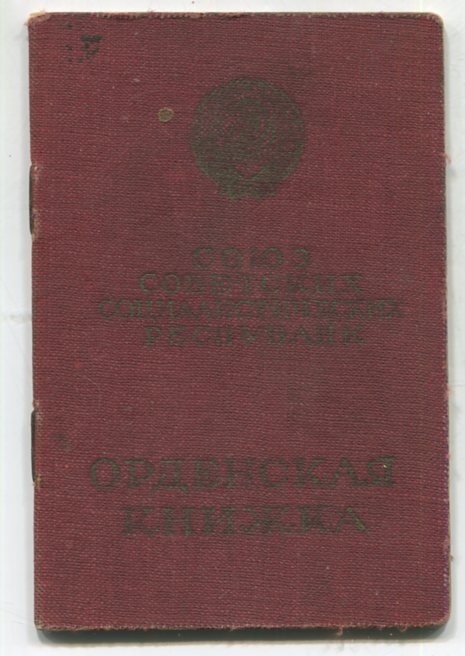 СОЮЗ
СОВЕТСКИХ
СОЦИАЛИСТИЧЕСКИХ
РЕСПУБЛИК
ОРДЕНСКАЯ
КНИЖКА